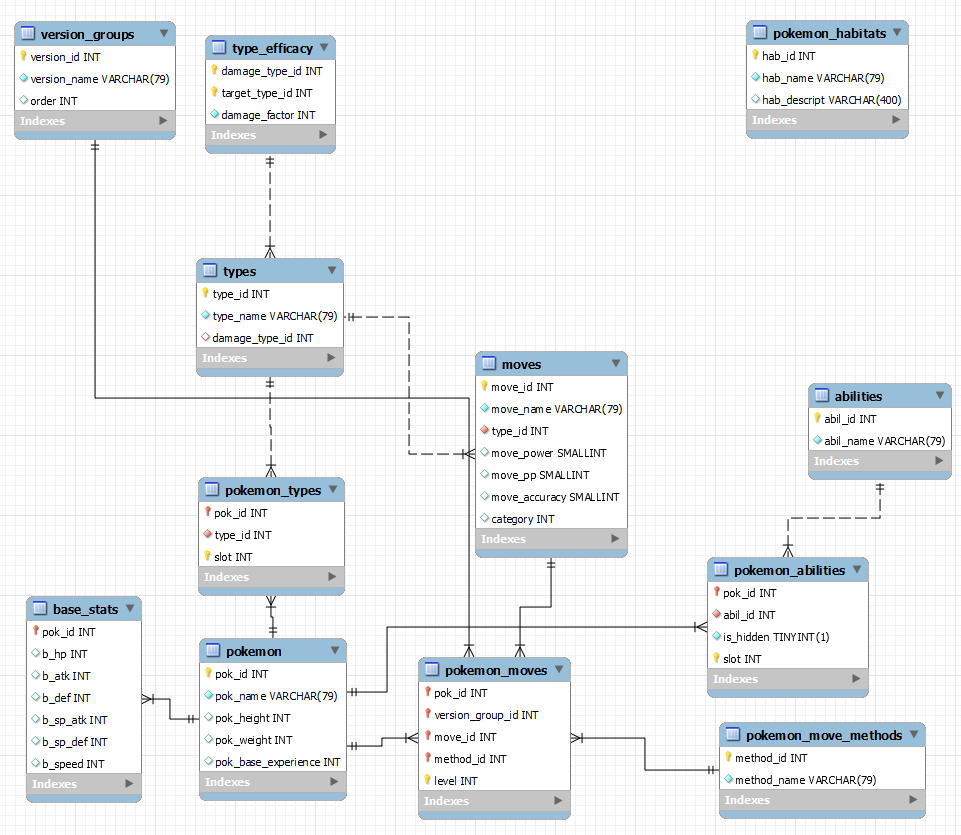 version_groups
version_id INT
version_name VARCHAR(79)
order INT
Indexes
type_efficacy
damage_type_id INT
target_type_id INT
damage_factor INT
Indexes
pokemon_habitats
hab_id INT
hab_name VARCHAR(79)
hab_descript VARCHAR(400)
Indexes
types
type_id INT
type_name VARCHAR(79)
damage_type_id INT
Indexes
moves
move_id INT
move_name VARCHAR(79)
type_id INT
move_power SMALLINT
move_pp SMALLINT
move_accuracy SMALLINT
category INT
Indexes
abilities
abil_id INT
abil_name VARCHAR(79)
Indexes
pokemon_types
pok_id INT
type_id INT
slot INT
Indexes
pokemon_abilities
pok_id INT
abil_id INT
is_hidden TINYINT(1)
slot INT
Indexes
base_stats
pok_id INT
b_hp INT
b_atk INT
b_def INT
b_sp_atk INT
b_sp_def INT
b_speed INT
Indexes
pokemon
pok_id INT
pok_name VARCHAR(79)
pok_height INT
pok_weight INT
pok_base_experience INT
Indexes
pokemon_moves
pok_id INT
version_group_id INT
move_id INT
method_id INT
level INT
Indexes
pokemon_move_methods
method_id INT
method_name VARCHAR(79)
Indexes